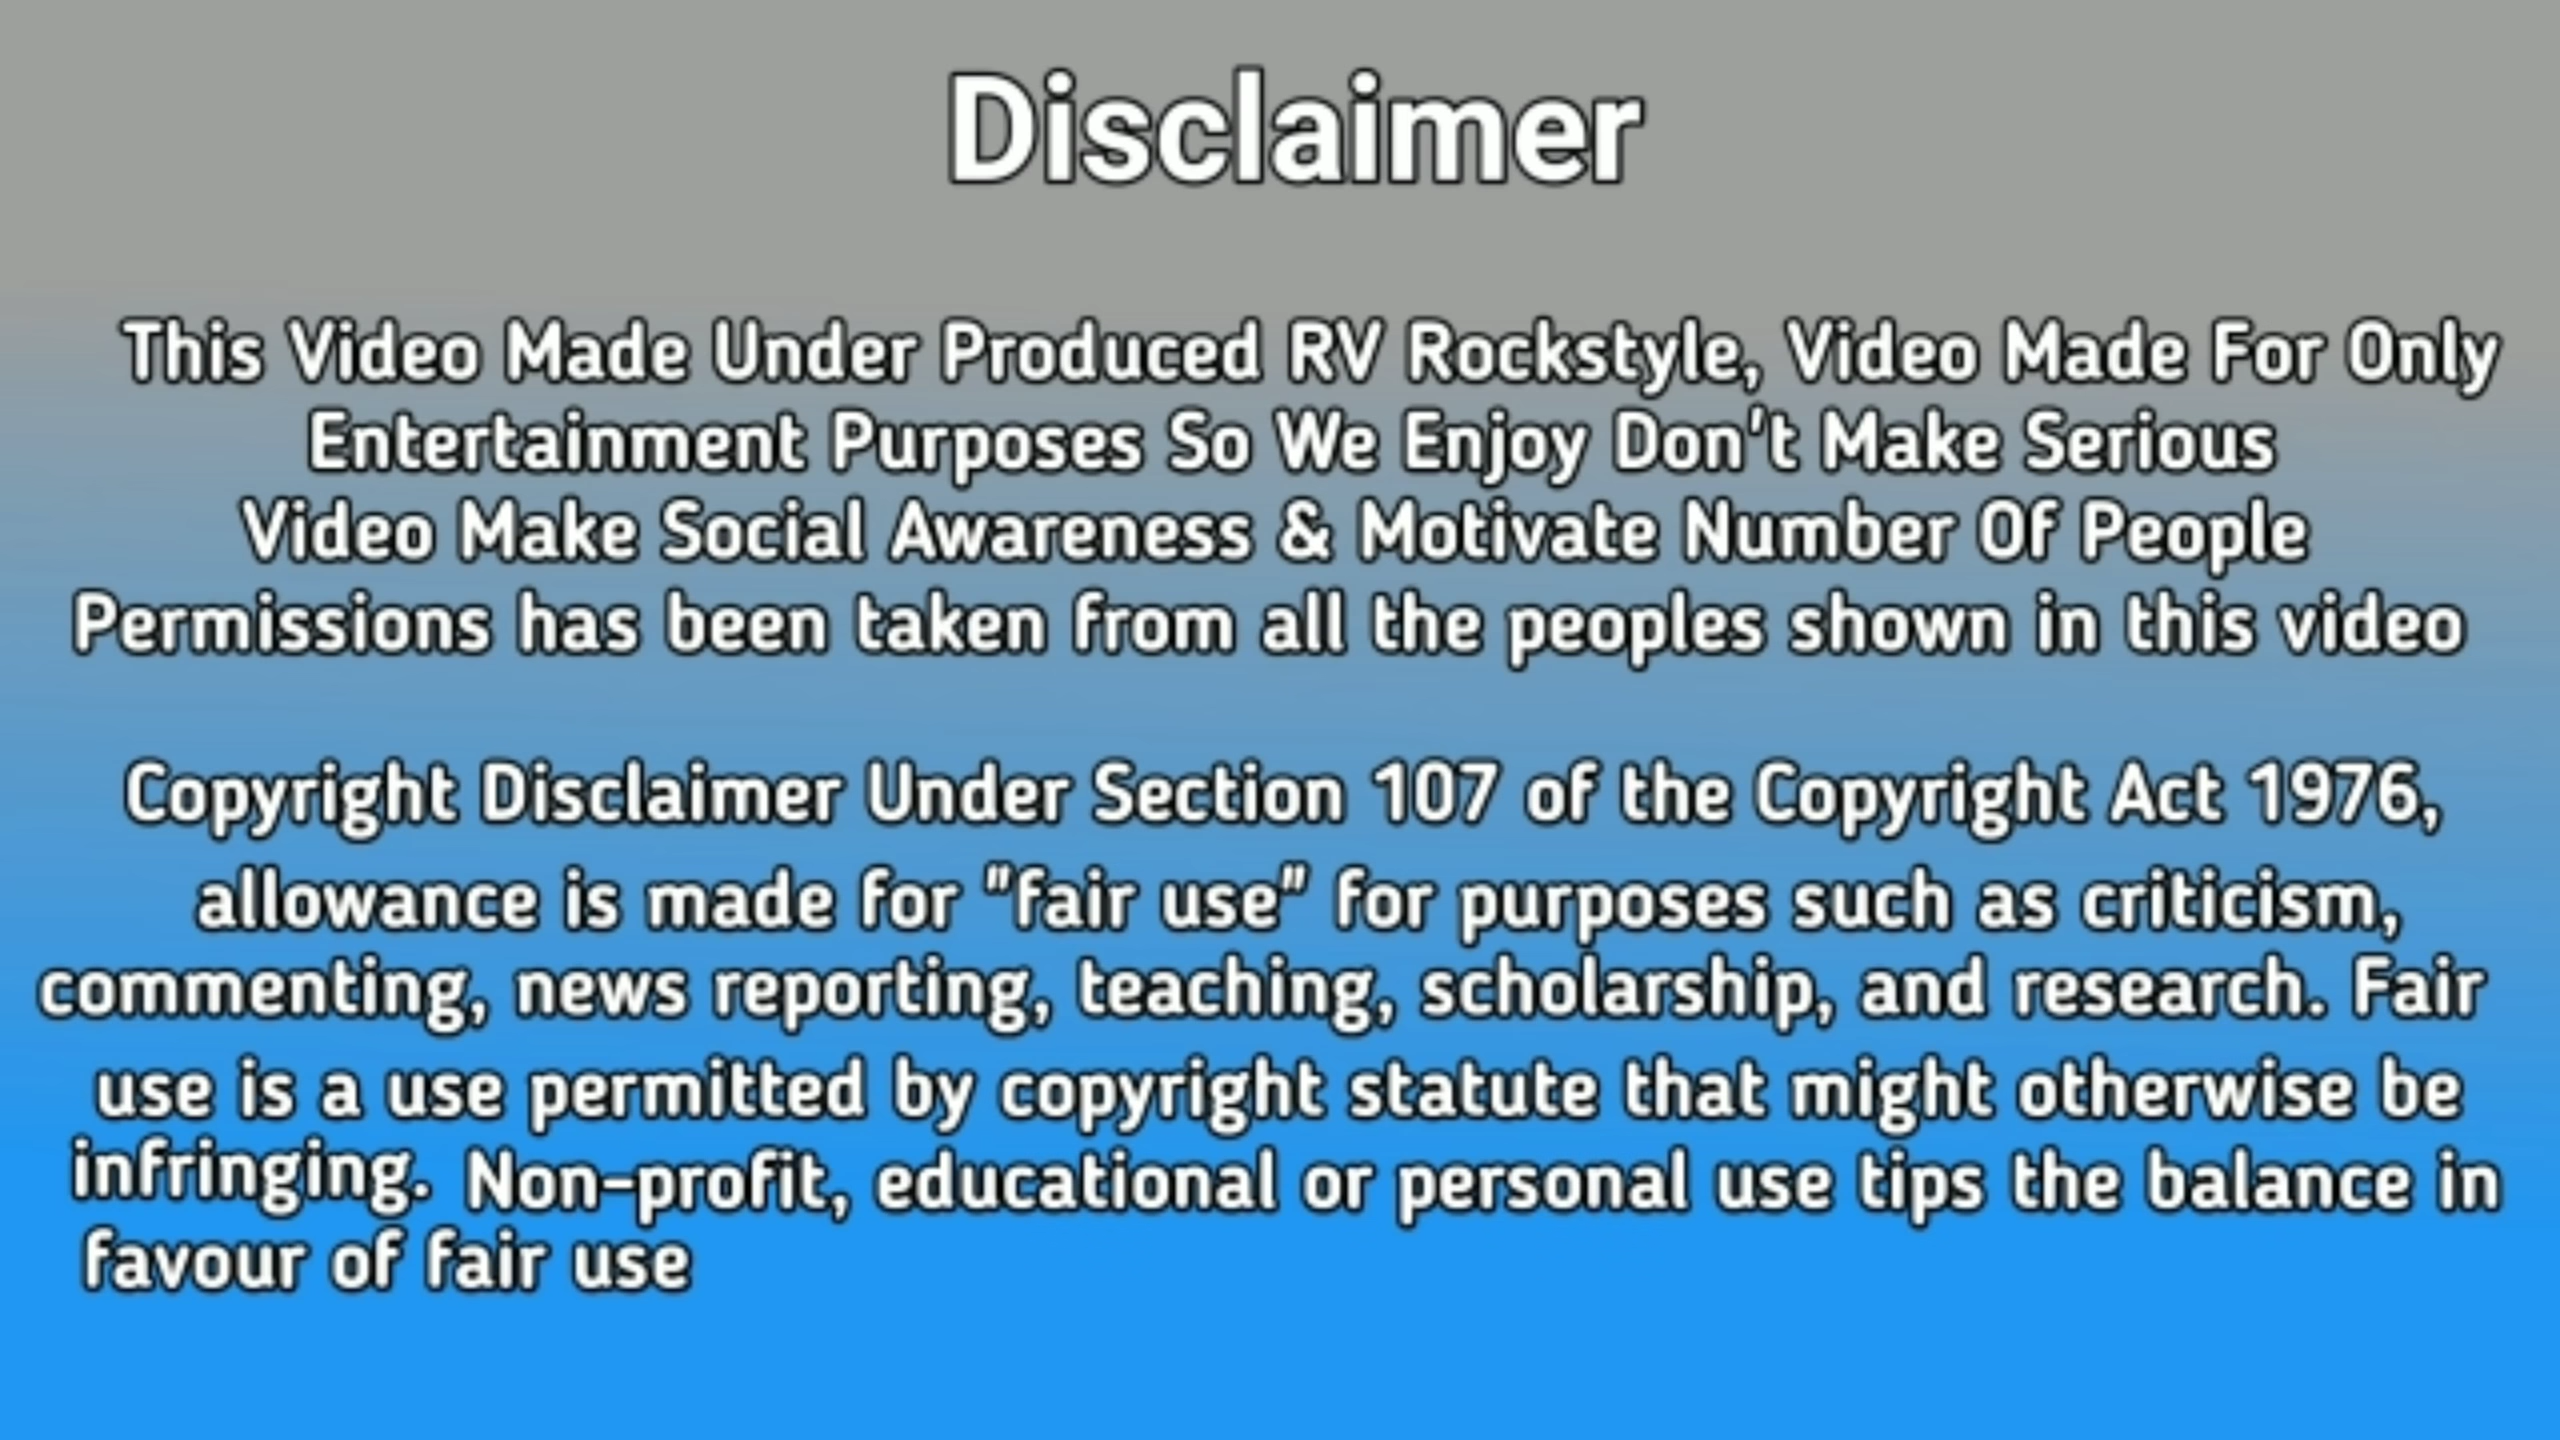 Disclaimer
This Video Made Under Produced RV Rockstyle, Video Made For Only
Entertainment Purposes So We Enjoy Don't Make Serious
Video Make Social Awareness & Motivate Number Of People
Permissions has been taken from all the peoples shown in this video
Copyright Disclaimer Under Section 107 of the Copyright Act 1976,
allowance is made for "fair use" for purposes such as criticism,
commenting, news reporting, teaching, scholarship, and research. Fair
use is a use permitted by copyright statute that might otherwise be
infringing. Non-profit, educational or personal use tips the balance in
favour of fair use